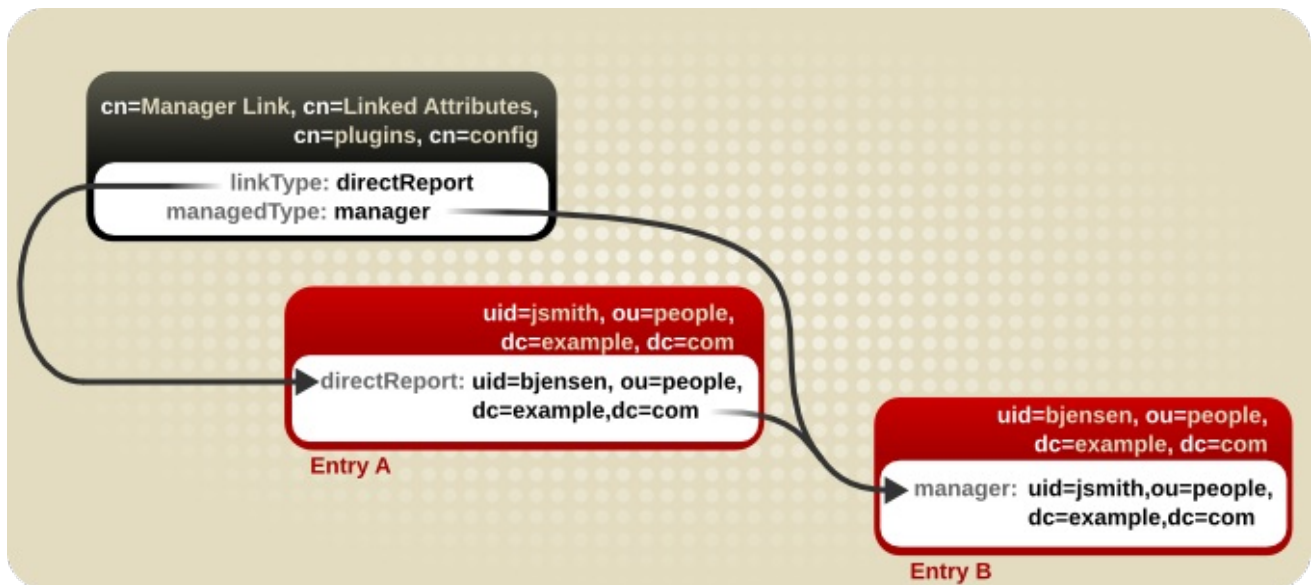 cn=Manager Link, cn=Linked Attributes,
cn=plugins, cn=config
linkType: directReport
managedType: manager
uid=jsmith, ou=people,
dc=example, dc=com
directReport: uid=bjensen, ou=people,
dc=example,dc=com
Entry A
uid=bjensen, ou=people,
dc=example, dc=com
manager: uid=jsmith,ou=people,
dc=example,dc=com
Entry B